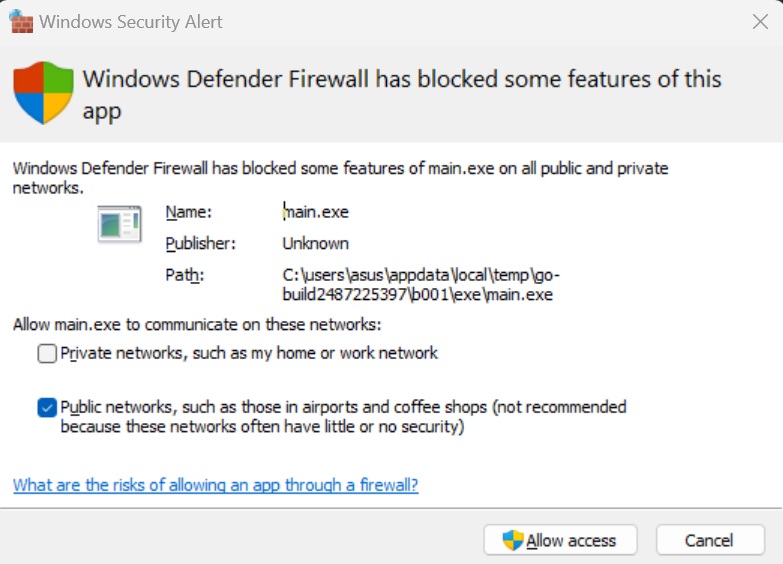 Windows Security Alert
Windows Defender Firewall has blocked some features of this
app
Windows Defender Firewall has blocked some features of main.exe on all public and private
networks.
Name: main.exe
Publisher: Unknown
Path: C:\users\asus\appdata\local\temp\go-
build2487225397\b001\exe\main.exe
Allow main.exe to communicate on these networks:
Private networks, such as my home or work network
Public networks, such as those in airports and coffee shops (not recommended
because these networks often have little or no security)
What are the risks of allowing an app through a firewall?
Allow access Cancel